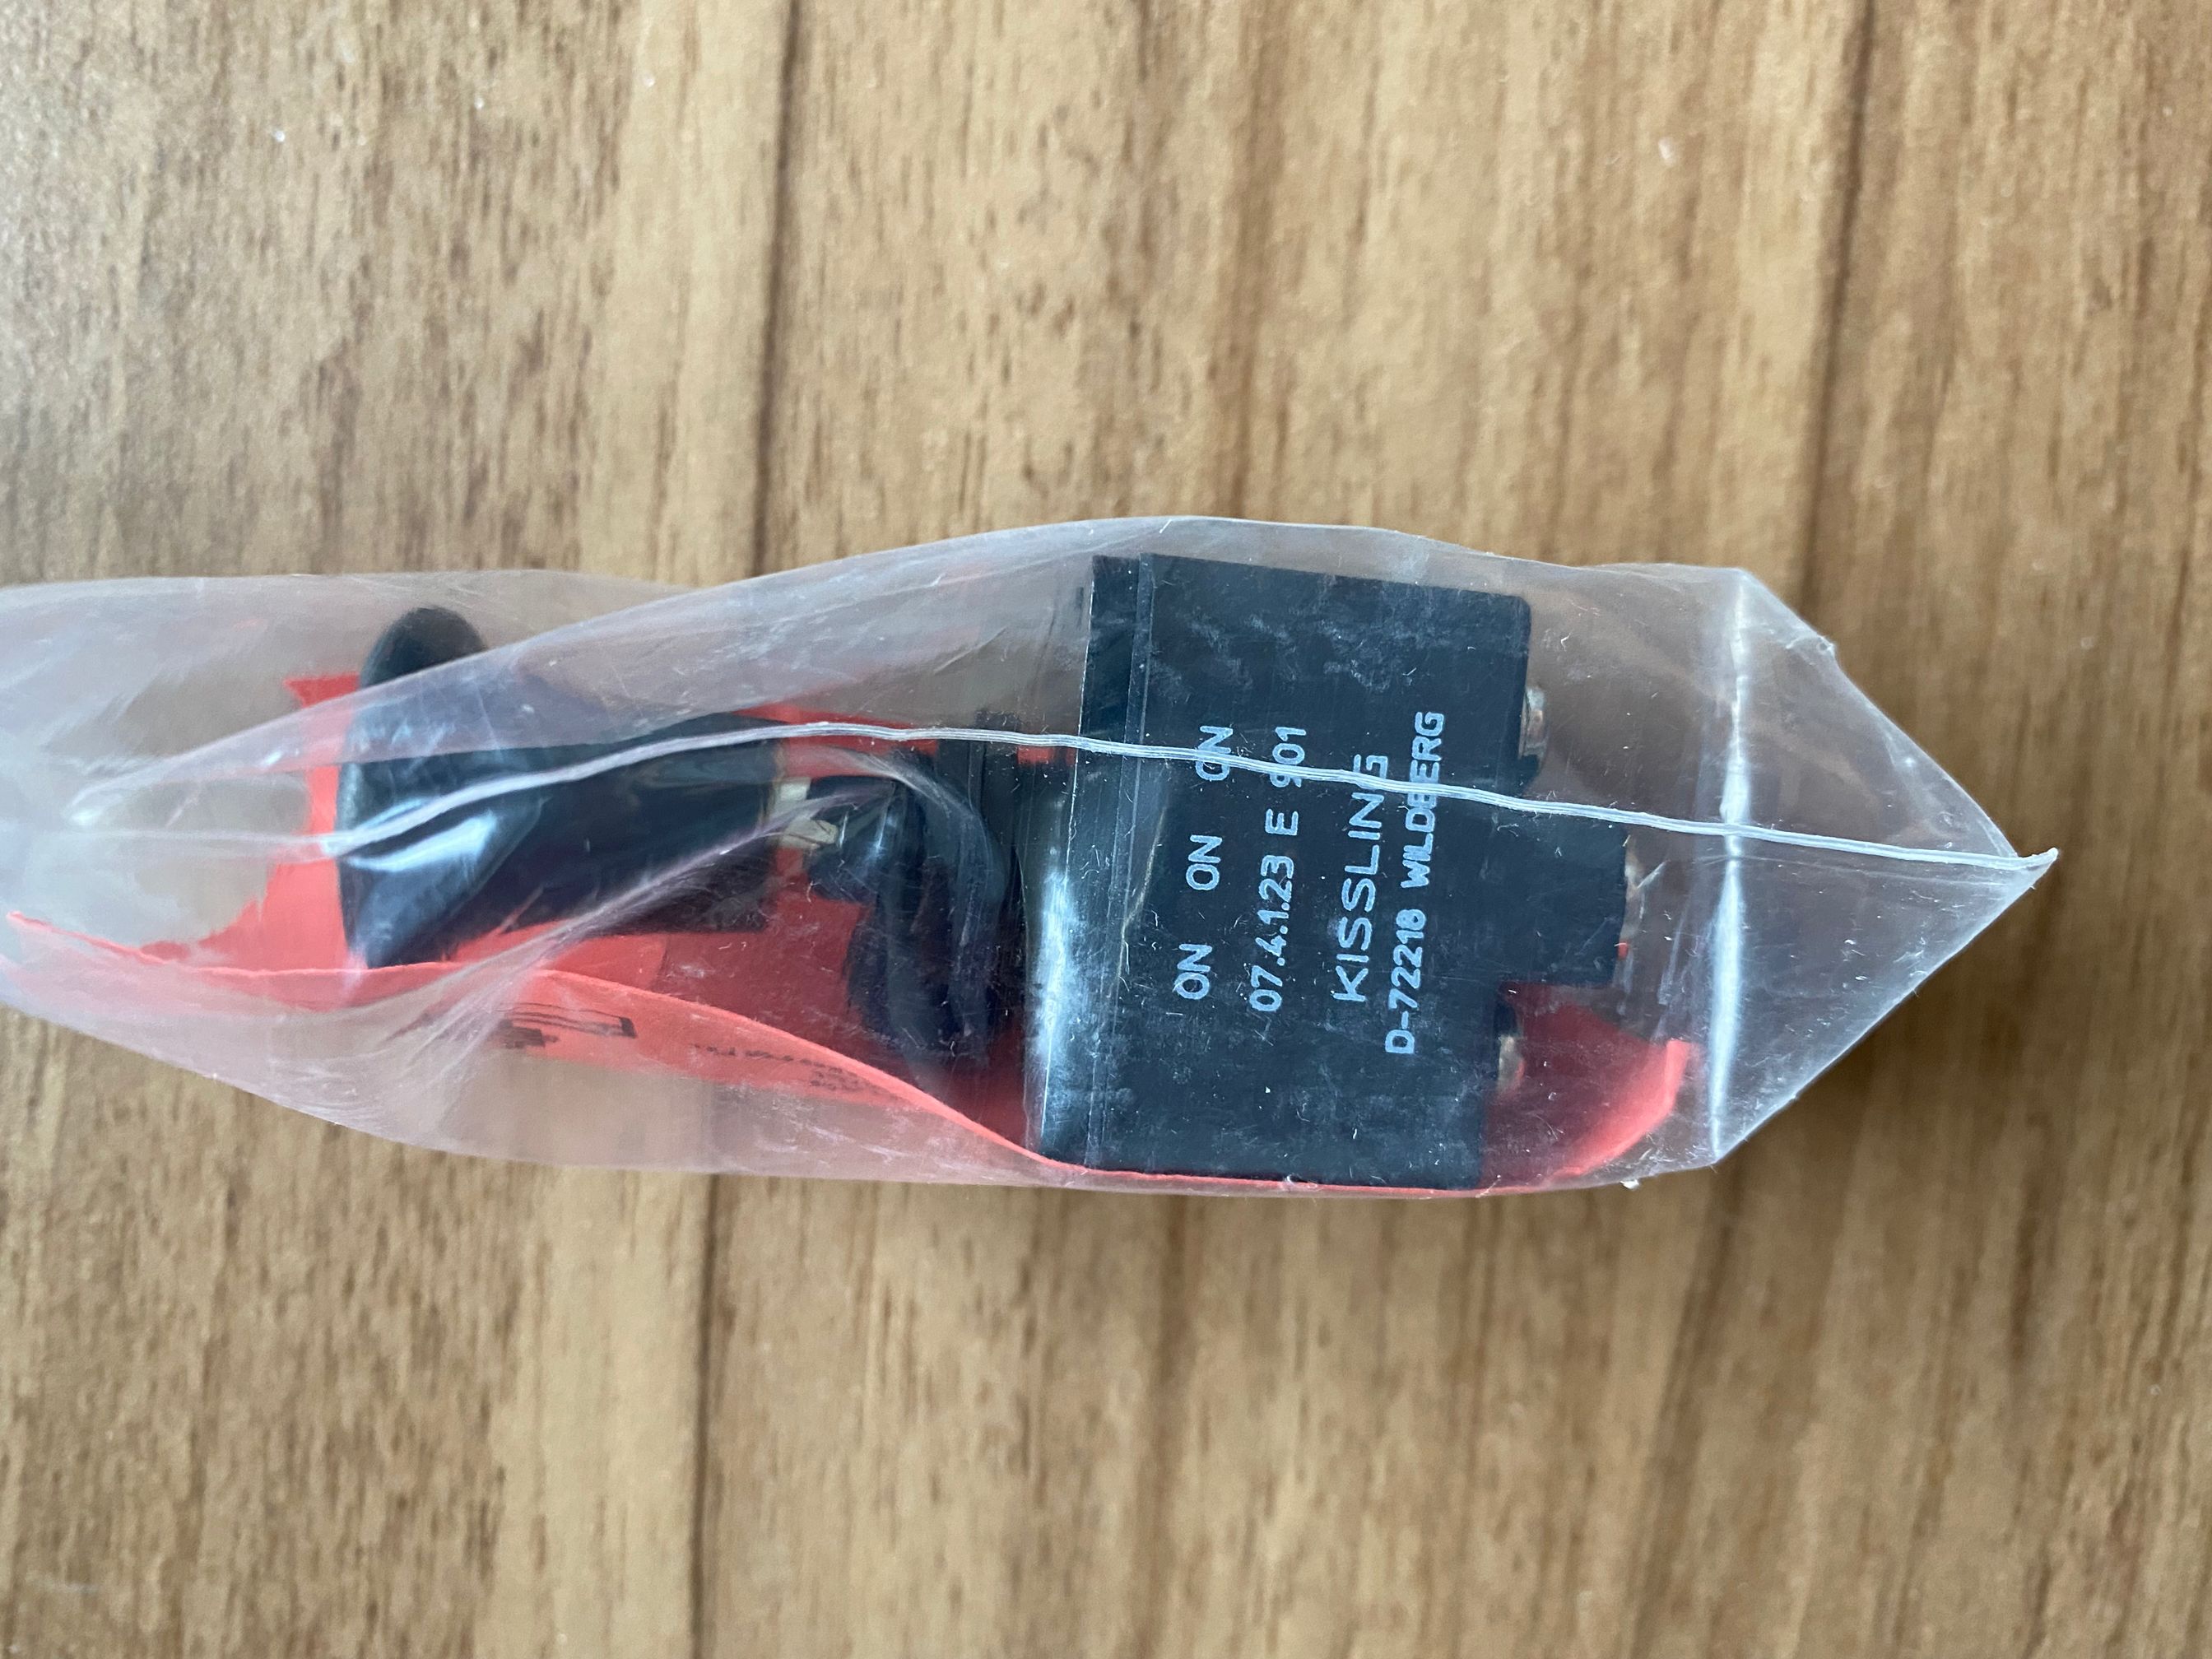 ON ON ON
07.4.1.23 E 901
KISSLING
D-72218 WILDBERG